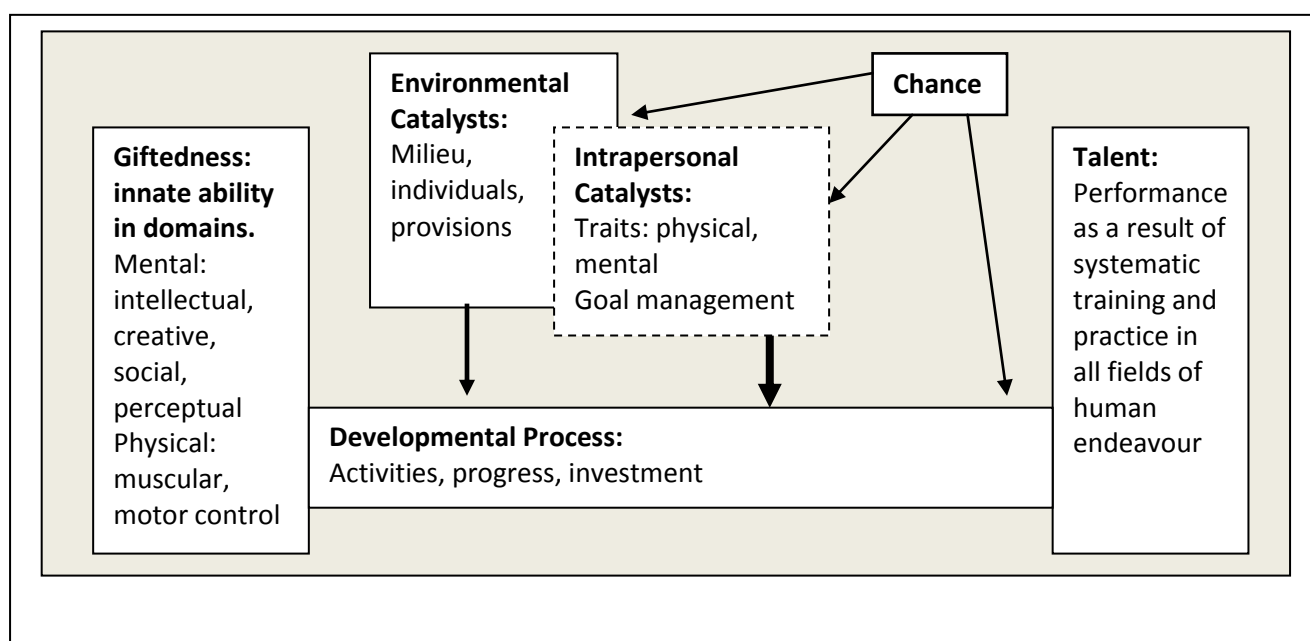 Giftedness:
innate ability
in domains.
Mental:
intellectual,
creative,
social,
perceptual
Physical:
muscular,
motor control
Environmental
Catalysts:
Milieu,
individuals,
provisions
Intrapersonal
Catalysts:
Traits: physical,
mental
Goal management
Chance
Developmental Process:
Activities, progress, investment
Talent:
Performance
as a result of
systematic
training and
practice in
all fields of
human
endeavour